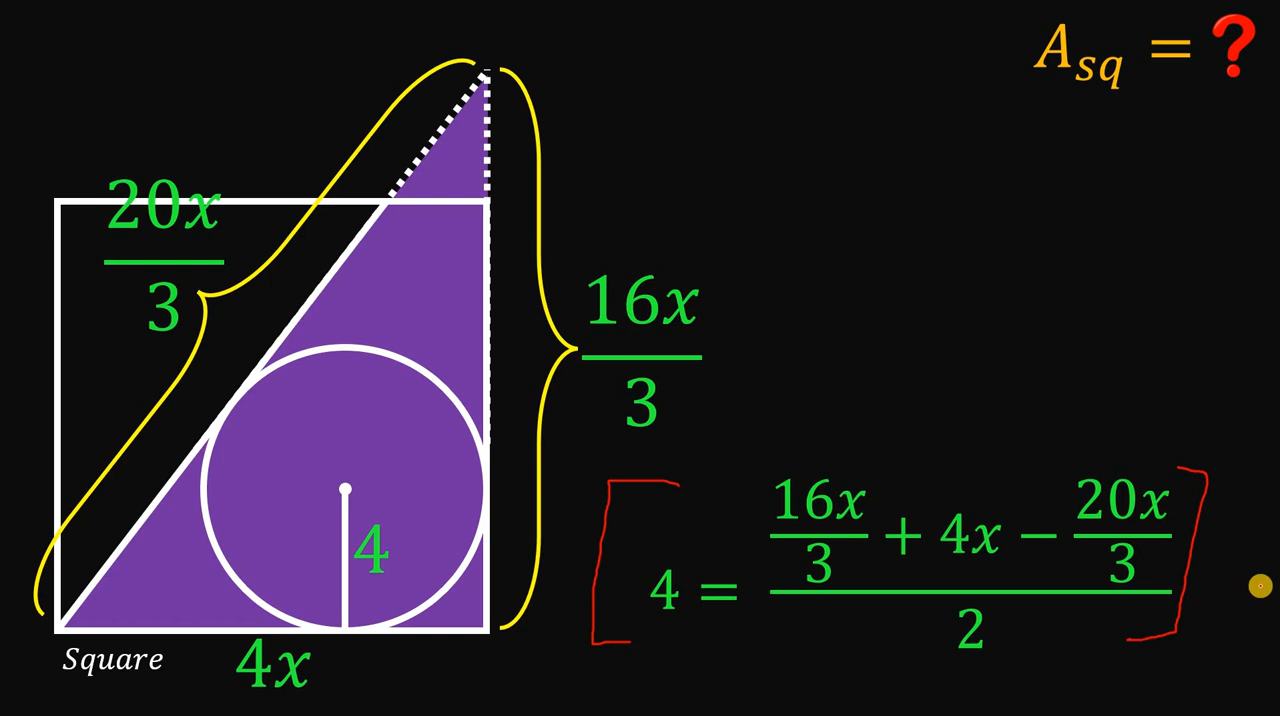 A_sq = ?
20x/3
16x/3
4
4 = (16x/3 + 4x − 20x/3)/2
Square
4x